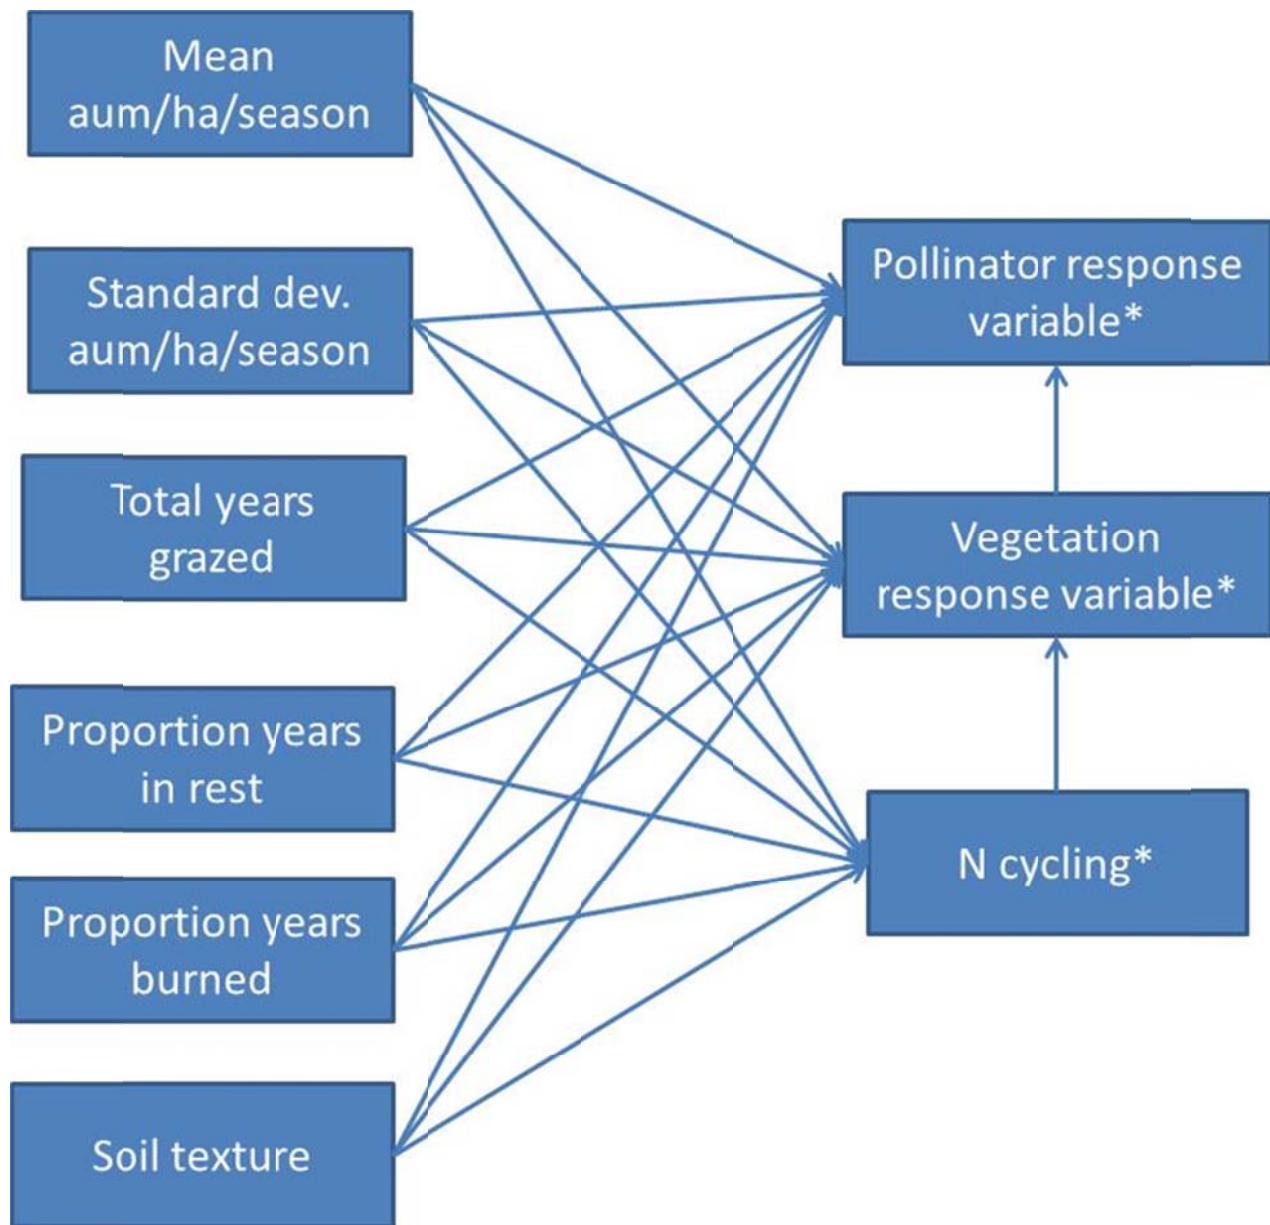 Mean
aum/ha/season
Standard dev.
aum/ha/season
Total years
grazed
Proportion years
in rest
Proportion years
burned
Soil texture
Pollinator response
variable*
Vegetation
response variable*
N cycling*